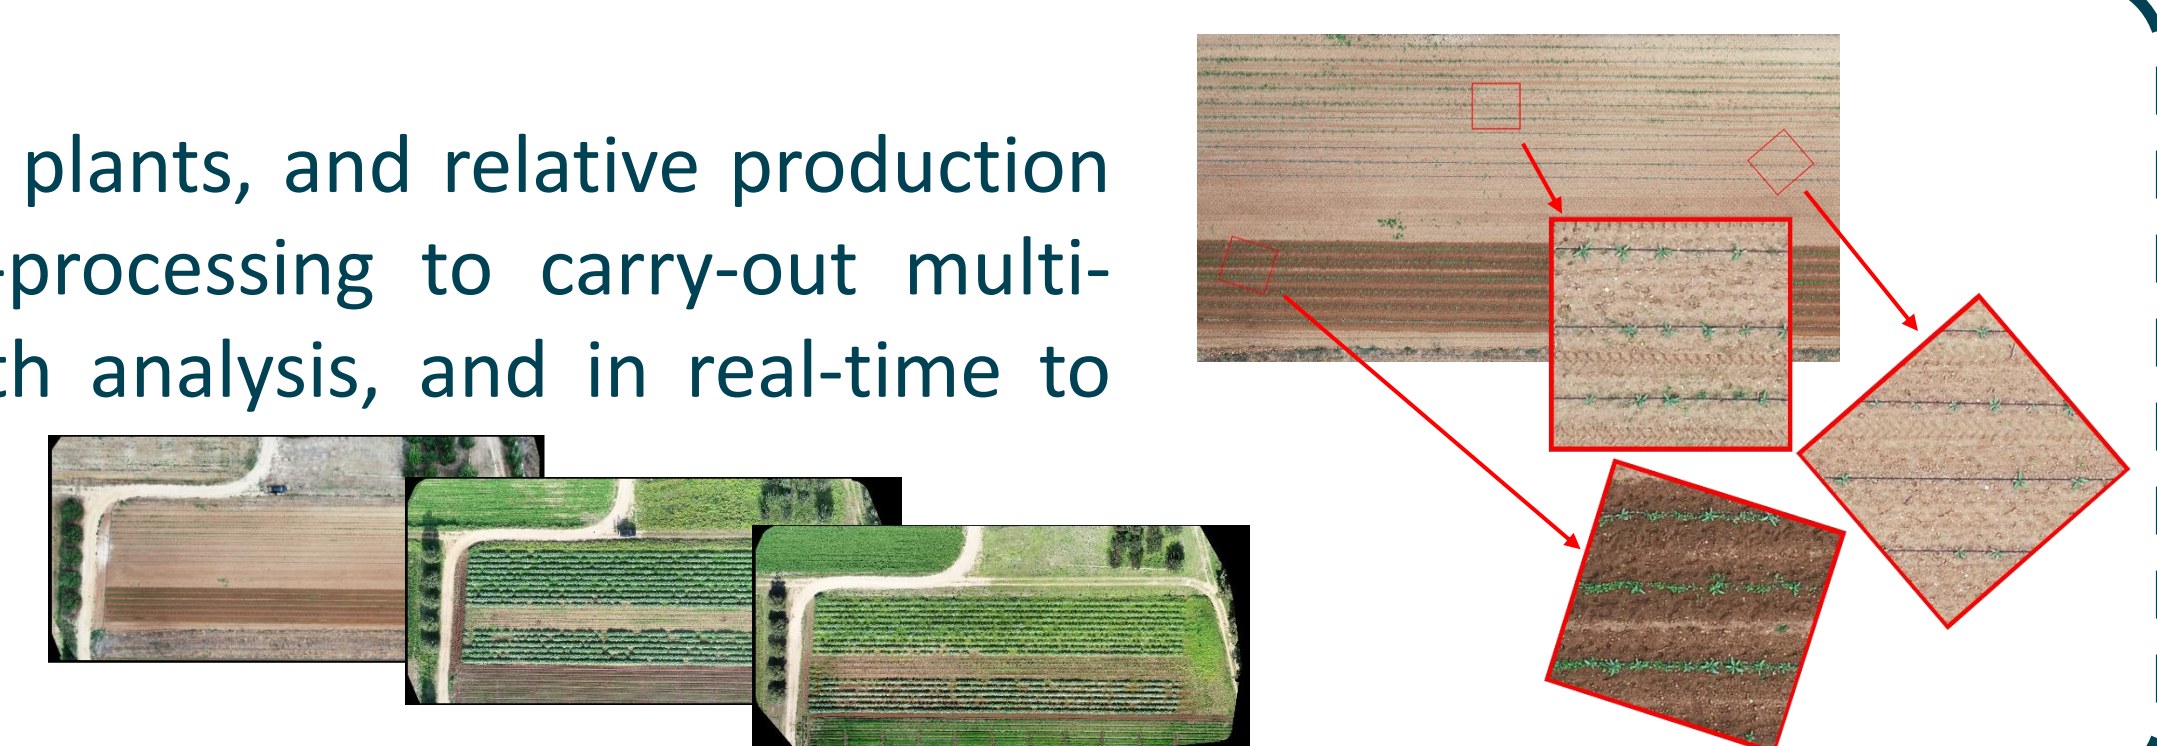 plants, and relative production
-processing to carry-out multi-
th analysis, and in real-time to